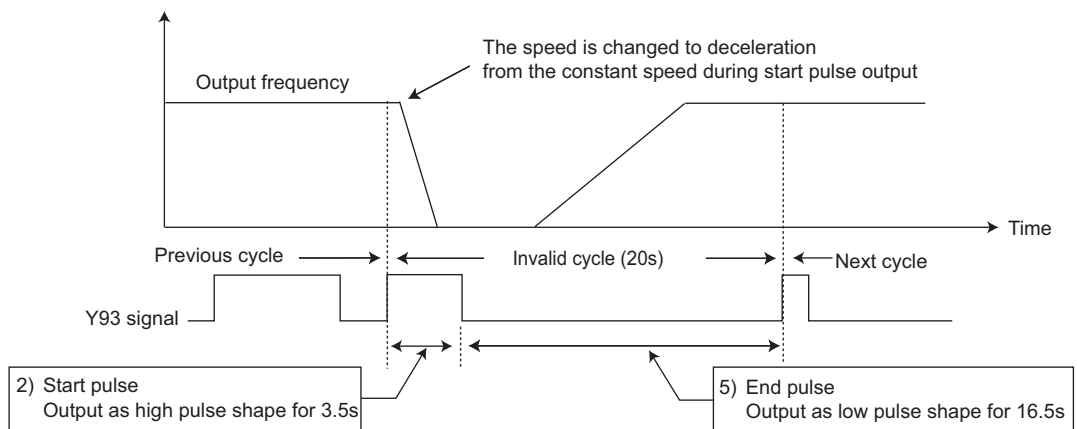 The speed is changed to deceleration
from the constant speed during start pulse output
Output frequency
Time
Previous cycle
Invalid cycle (20s)
Next cycle
Y93 signal
2) Start pulse
Output as high pulse shape for 3.5s
5) End pulse
Output as low pulse shape for 16.5s